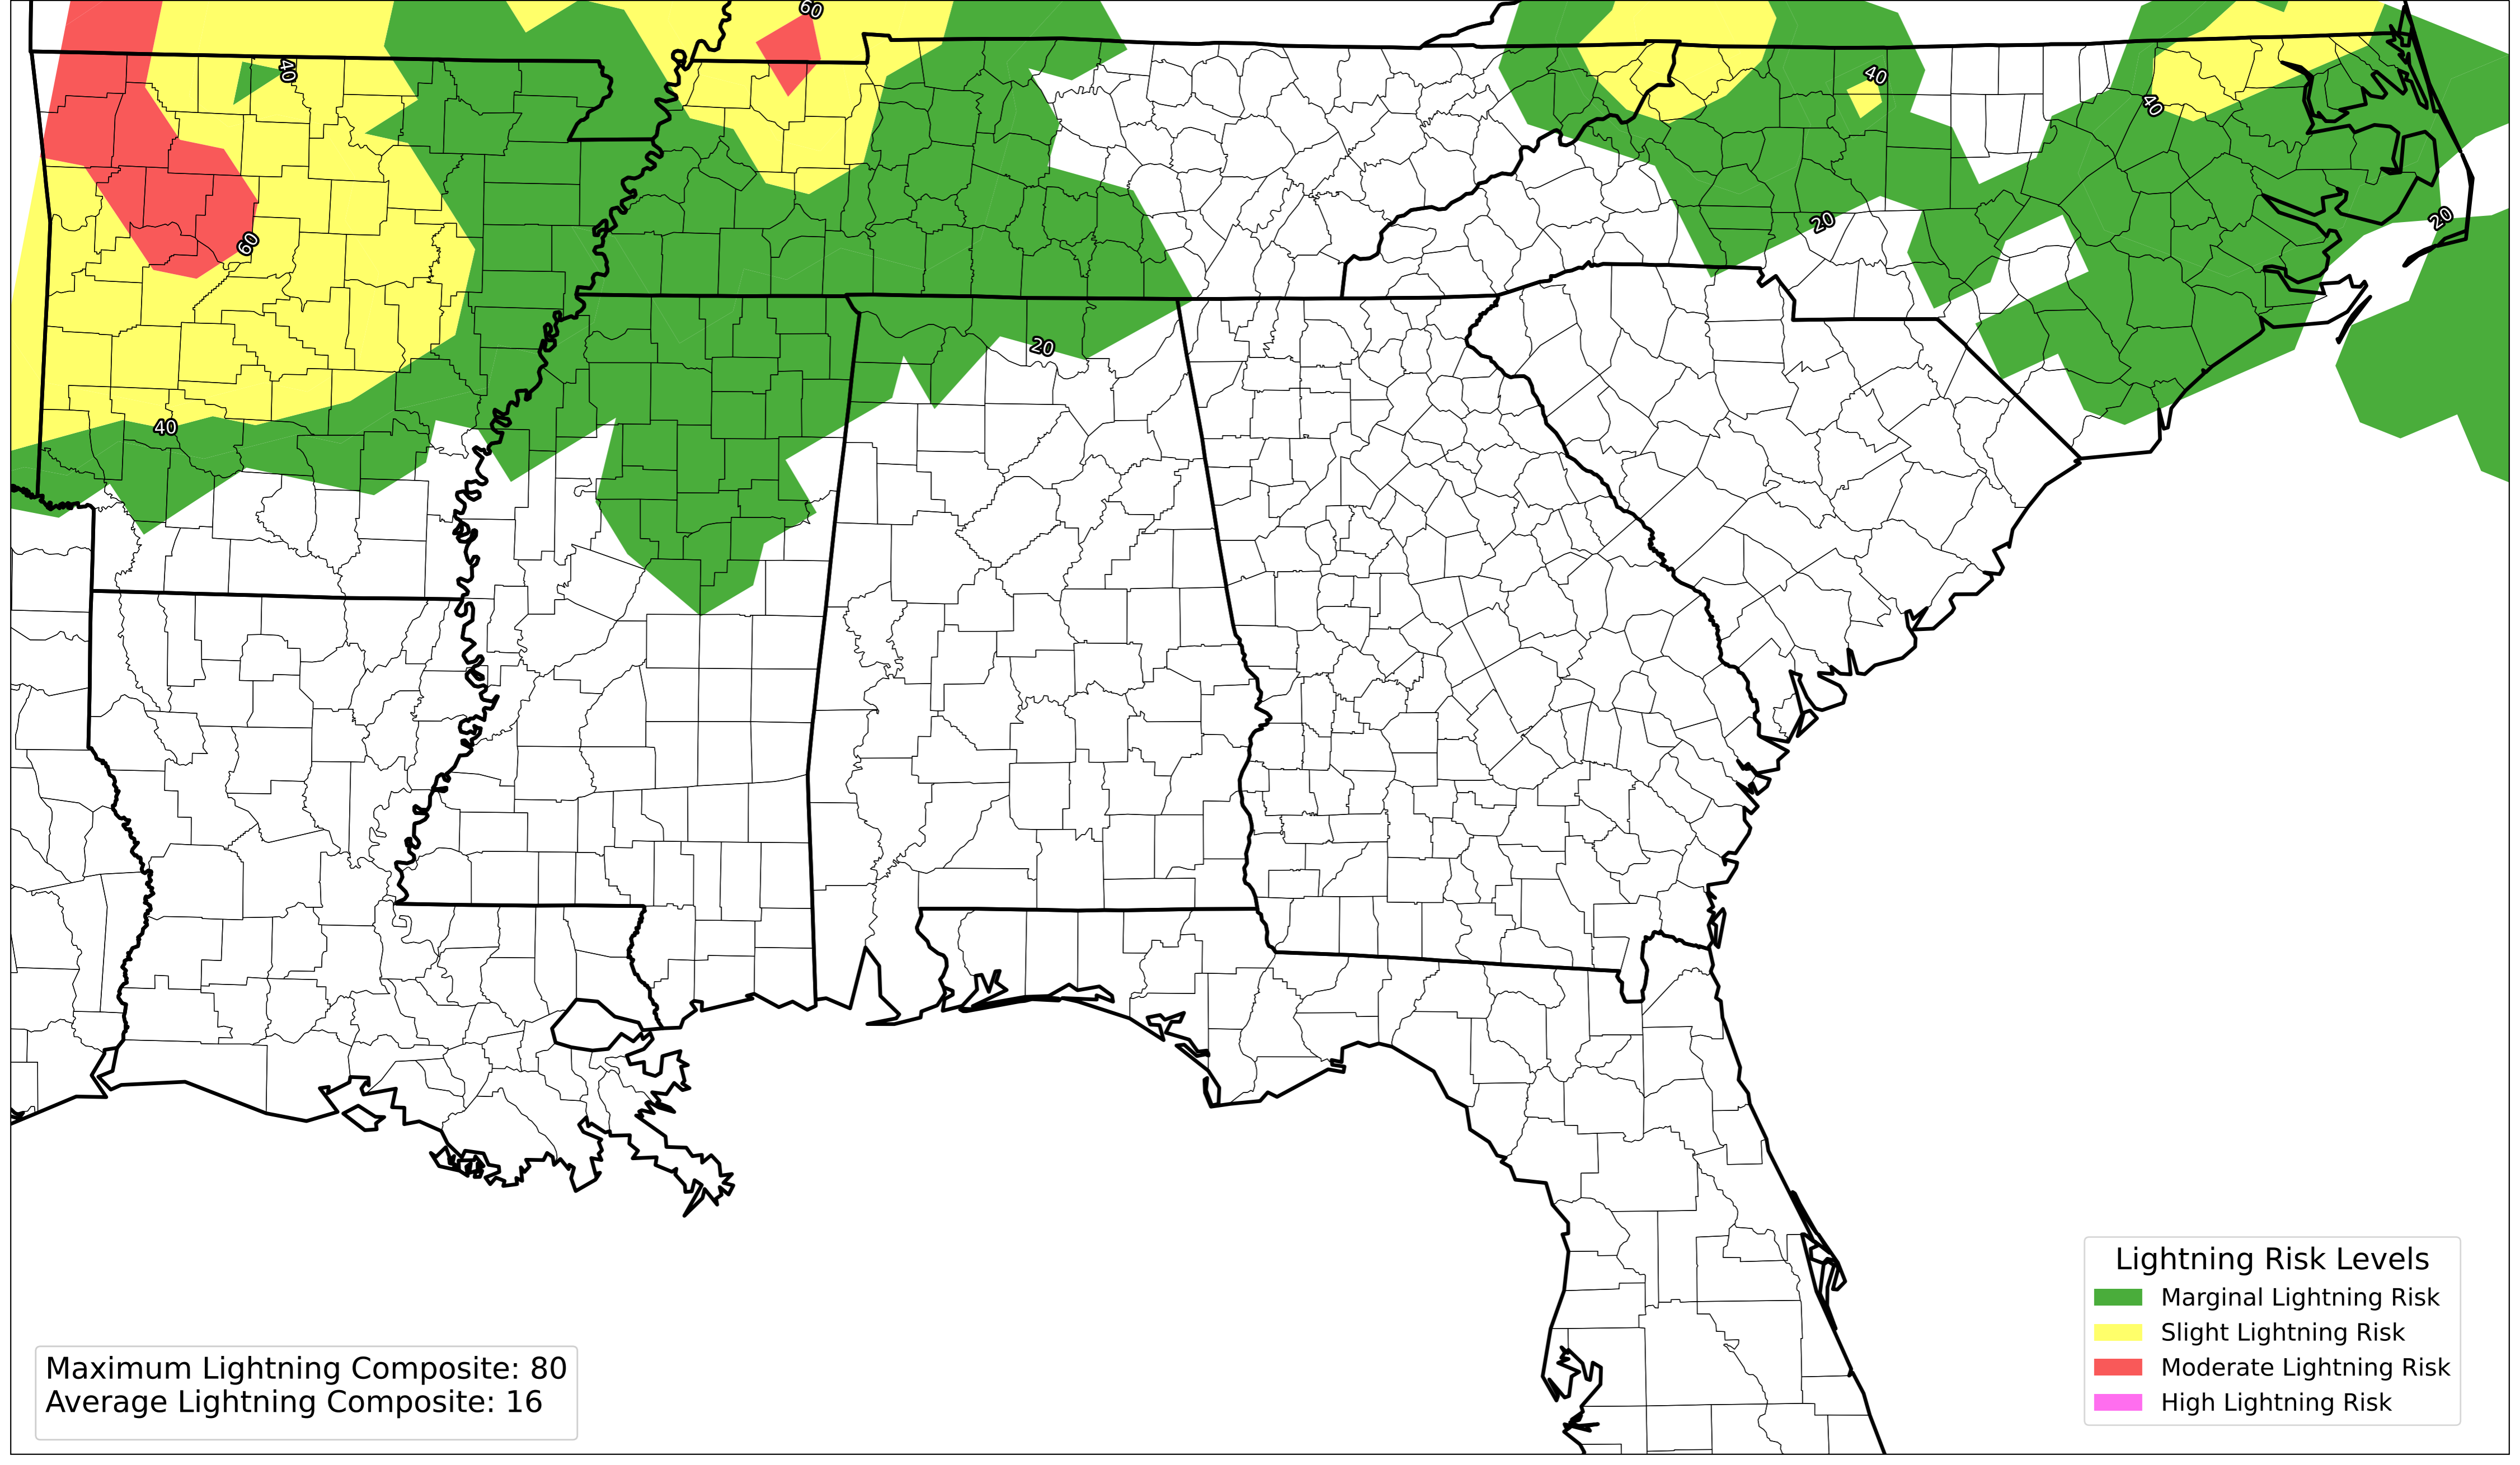 60
40
40
40
60
20
20
20
40
Lightning Risk Levels
Marginal Lightning Risk
Slight Lightning Risk
Moderate Lightning Risk
High Lightning Risk
Maximum Lightning Composite: 80
Average Lightning Composite: 16